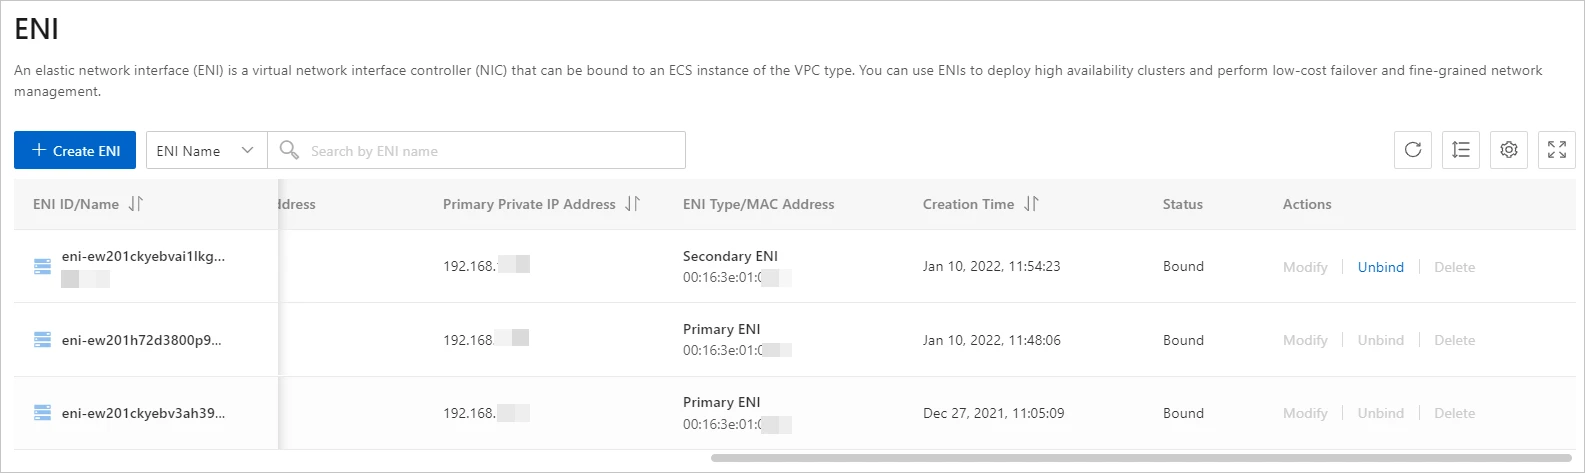 ENI
An elastic network interface (ENI) is a virtual network interface controller (NIC) that can be bound to an ECS instance of the VPC type. You can use ENIs to deploy high availability clusters and perform low-cost failover and fine-grained network
management.
Create ENI ENI Name Search by ENI name
ENI ID/Name ddress Primary Private IP Address ENI Type/MAC Address Creation Time Status Actions
eni-ew201ckyebvai1lkg... 192.168. Secondary ENI Jan 10, 2022, 11:54:23 Bound Modify Unbind Delete
00:16:3e:01:
eni-ew201h72d3800p9... 192.168. Primary ENI Jan 10, 2022, 11:48:06 Bound Modify Unbind Delete
00:16:3e:01:
eni-ew201ckyebv3ah39... 192.168. Primary ENI Dec 27, 2021, 11:05:09 Bound Modify Unbind Delete
00:16:3e:01: